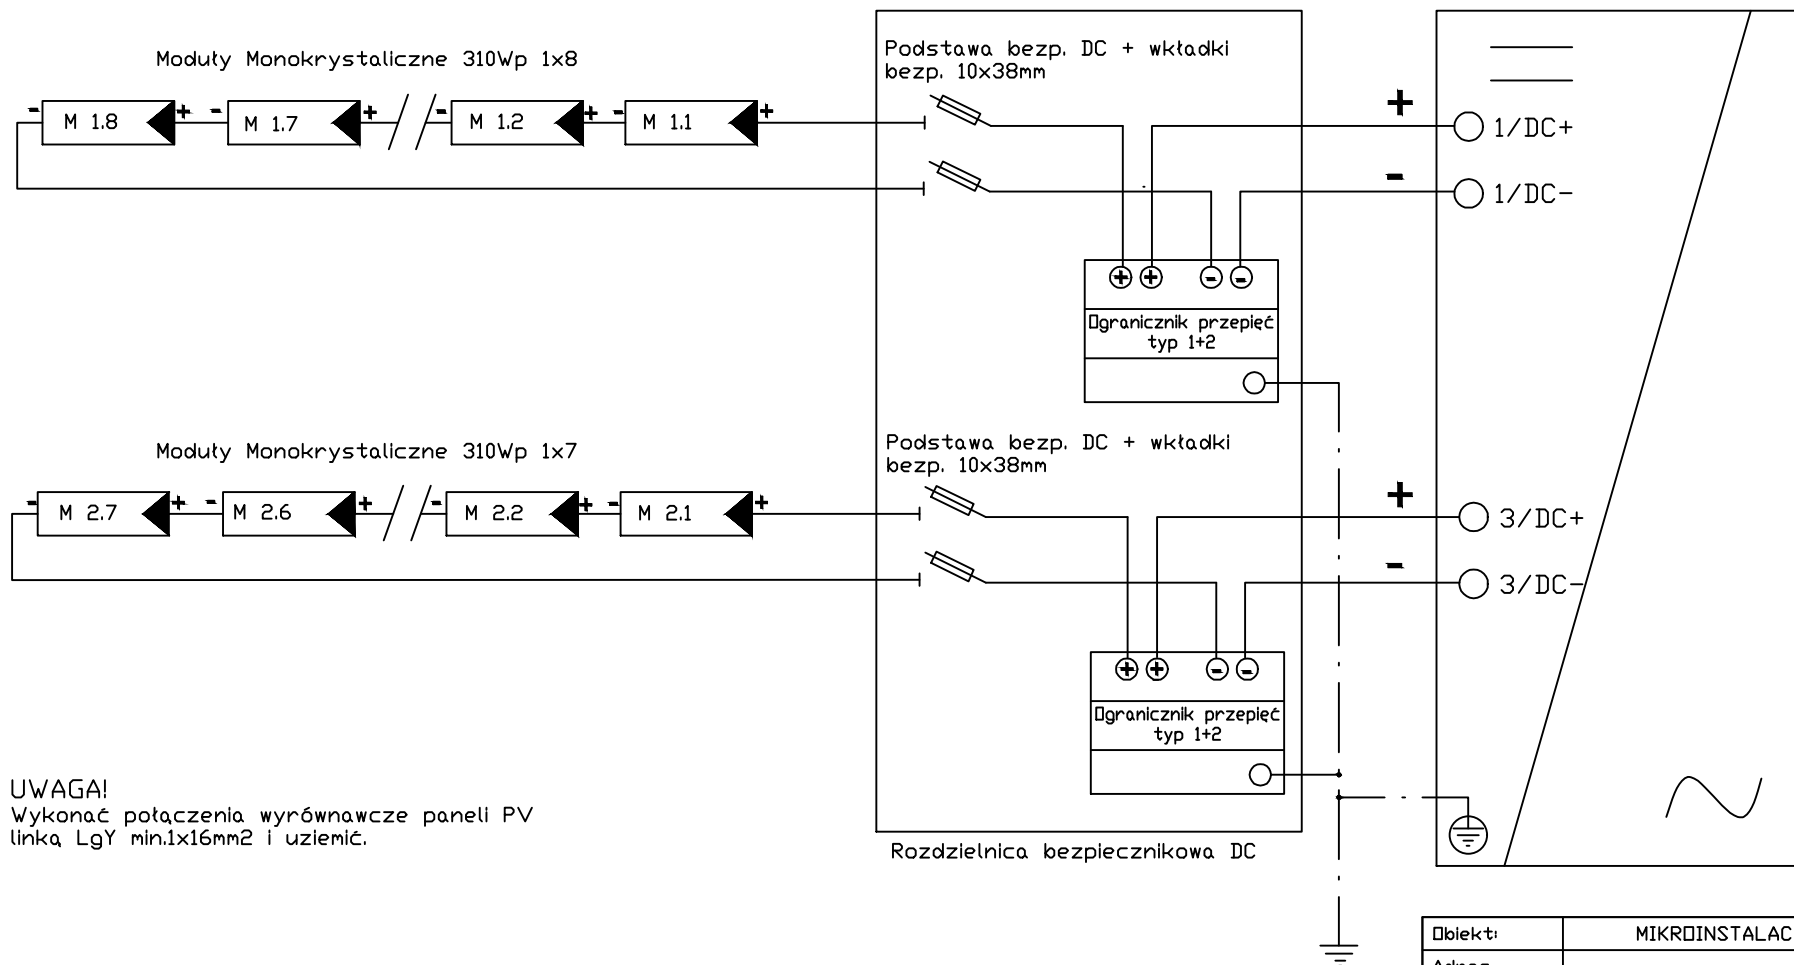 Moduły Monokrystaliczne 310Wp 1x8
- M 1.8 + - M 1.7 + - M 1.2 + - M 1.1 +
Podstawa bezp. DC + wkładki
bezp. 10x38mm
+ 1/DC+
- 1/DC-
+ + - -
Ogranicznik przepięć
typ 1+2
Moduły Monokrystaliczne 310Wp 1x7
- M 2.7 + - M 2.6 + - M 2.2 + - M 2.1 +
Podstawa bezp. DC + wkładki
bezp. 10x38mm
+ 3/DC+
- 3/DC-
+ + - -
Ogranicznik przepięć
typ 1+2
UWAGA!
Wykonać połączenia wyrównawcze paneli PV
linką LgY min.1x16mm2 i uziemić.
Rozdzielnica bezpiecznikowa DC
Obiekt: MIKROINSTALAC